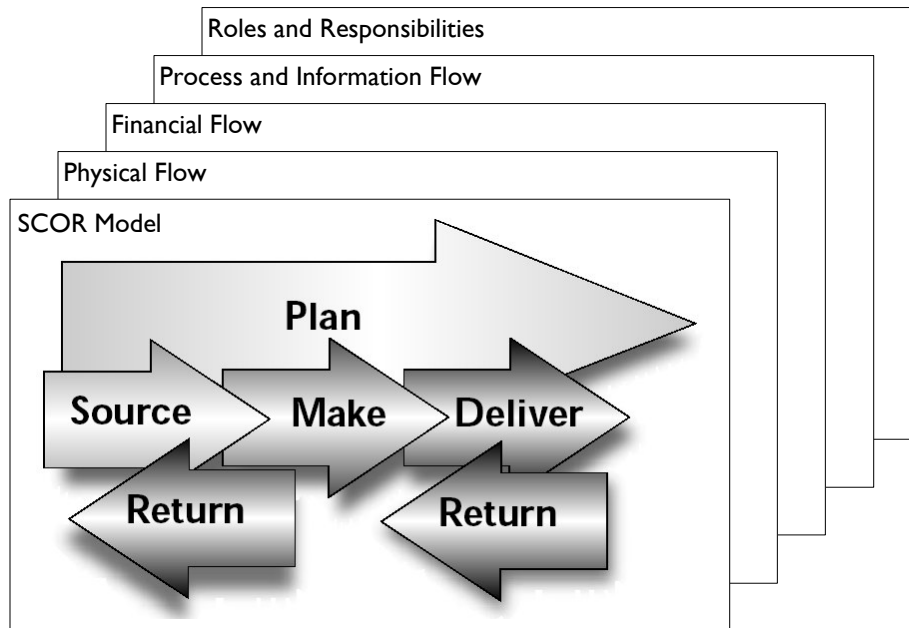 Roles and Responsibilities
Process and Information Flow
Financial Flow
Physical Flow
SCOR Model
Plan
Source
Make
Deliver
Return
Return